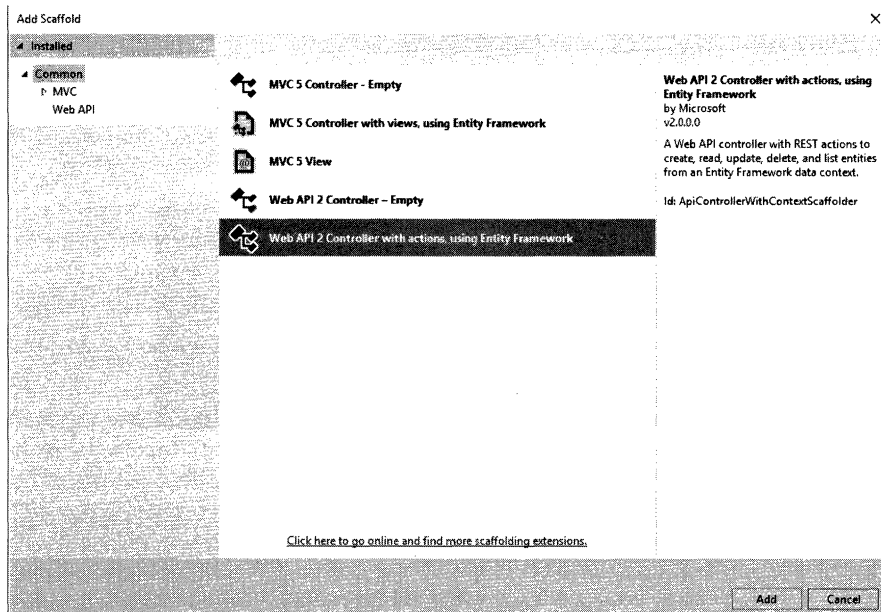 Add Scaffold
Installed
Common
MVC
Web API
MVC 5 Controller - Empty
MVC 5 Controller with views, using Entity Framework
MVC 5 View
Web API 2 Controller – Empty
Web API 2 Controller with actions, using Entity Framework
Click here to go online and find more scaffolding extensions.
Web API 2 Controller with actions, using
Entity Framework
by Microsoft
v2.0.0.0
A Web API controller with REST actions to
create, read, update, delete, and list entities
from an Entity Framework data context.
Id: ApiControllerWithContextScaffolder
Add
Cancel